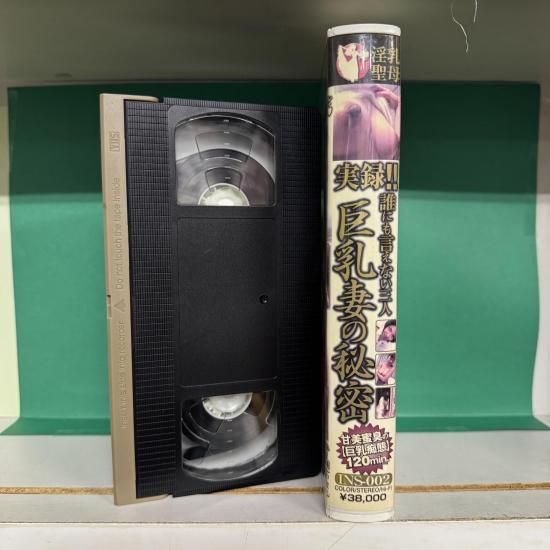 VHS
Do not touch the tape inside
淫乳
聖母
実録!!
誰にも言えない三人
巨乳妻の秘密
甘美蜜臭の
[巨乳痴態]
120min.
INS-002
COLOR/STEREO/Hi-Fi
¥38,000